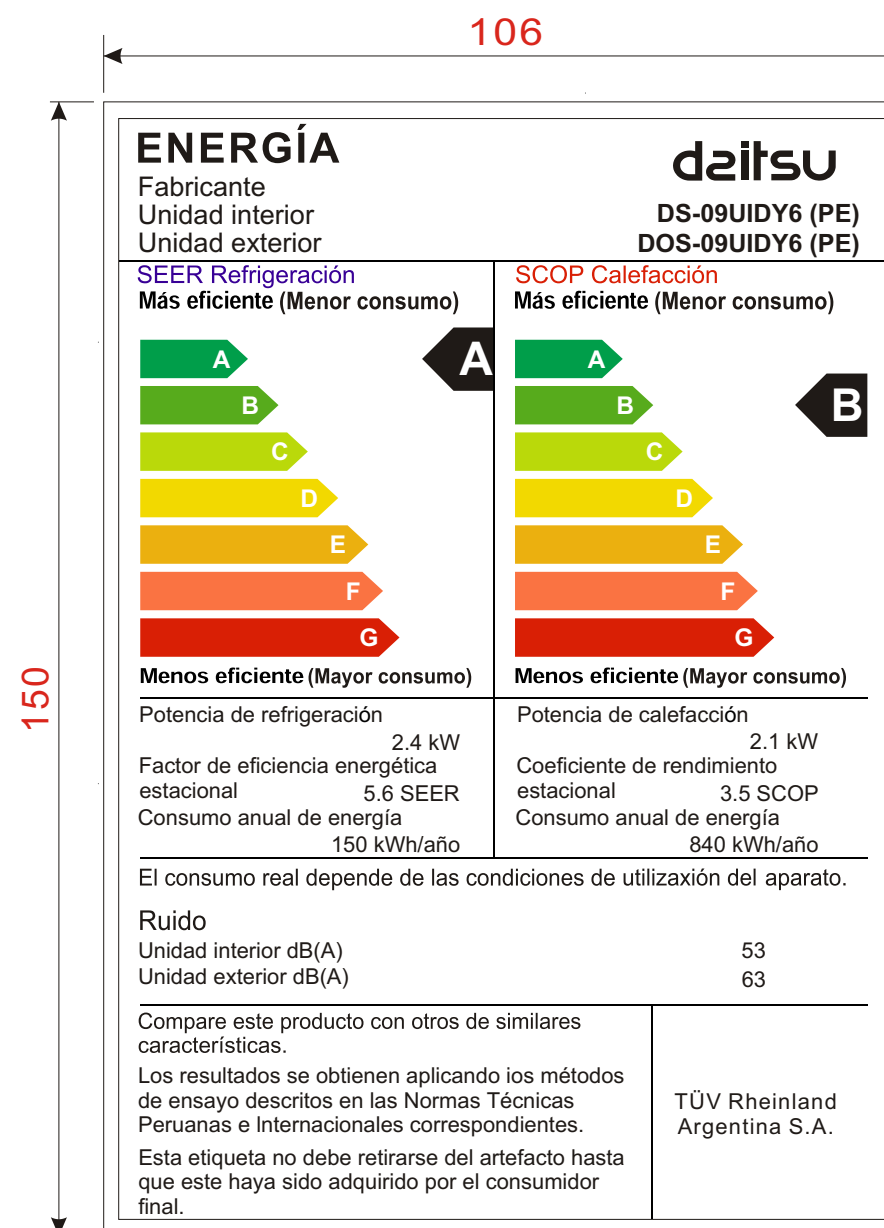 106
150
ENERGÍA
daitsu
Fabricante
Unidad interior DS-09UIDY6 (PE)
Unidad exterior DOS-09UIDY6 (PE)
SEER Refrigeración
Más eficiente (Menor consumo)
A
A
B
C
D
E
F
G
Menos eficiente (Mayor consumo)
SCOP Calefacción
Más eficiente (Menor consumo)
A
B
B
C
D
E
F
G
Menos eficiente (Mayor consumo)
Potencia de refrigeración
2.4 kW
Factor de eficiencia energética
estacional 5.6 SEER
Consumo anual de energía
150 kWh/año
Potencia de calefacción
2.1 kW
Coeficiente de rendimiento
estacional 3.5 SCOP
Consumo anual de energía
840 kWh/año
El consumo real depende de las condiciones de utilizaxión del aparato.
Ruido
Unidad interior dB(A) 53
Unidad exterior dB(A) 63
Compare este producto con otros de similares
características.
Los resultados se obtienen aplicando ios métodos
de ensayo descritos en las Normas Técnicas
Peruanas e Internacionales correspondientes.
Esta etiqueta no debe retirarse del artefacto hasta
que este haya sido adquirido por el consumidor
final.
TÜV Rheinland
Argentina S.A.